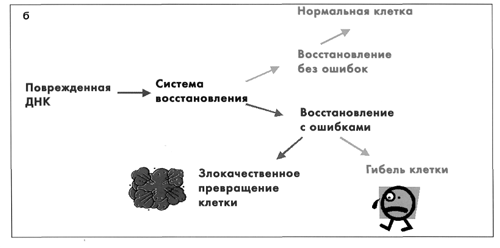 б
Нормальная клетка
Восстановление
без ошибок
Поврежденная
ДНК
Система
восстановления
Восстановление
с ошибками
Злокачественное
превращение
клетки
Гибель клетки